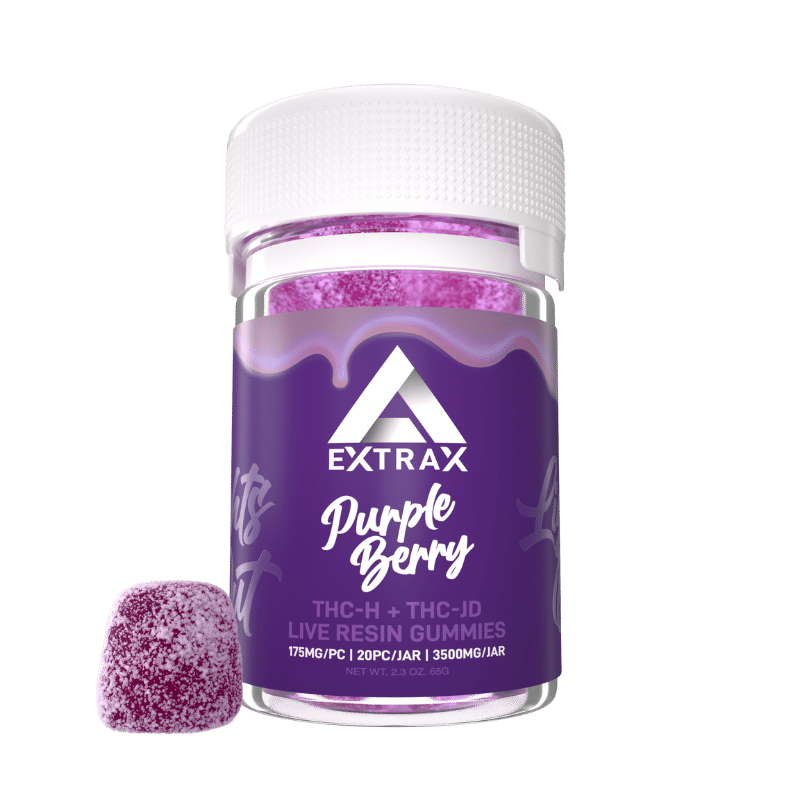 EXTRAX
Purple
Berry
THC-H + THC-JD
LIVE RESIN GUMMIES
175MG/PC | 20PC/JAR | 3500MG/JAR
NET WT. 2.3 OZ. 65G